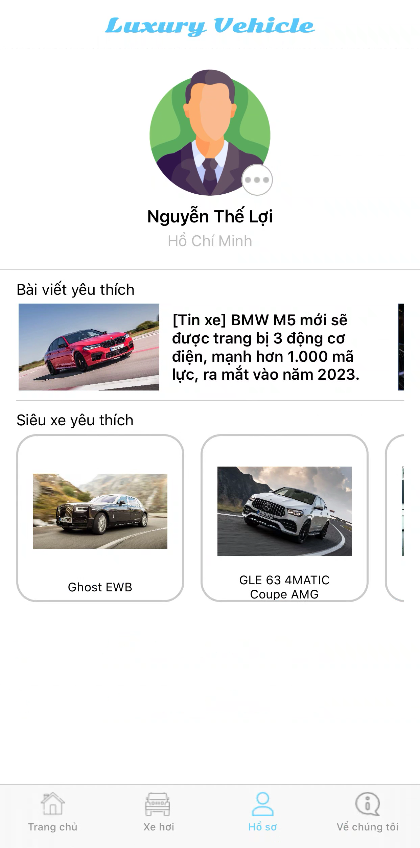 Luxury Vehicle
Nguyễn Thế Lợi
Hồ Chí Minh
Bài viết yêu thích
[Tin xe] BMW M5 mới sẽ
được trang bị 3 động cơ
điện, mạnh hơn 1.000 mã
lực, ra mắt vào năm 2023.
Siêu xe yêu thích
Ghost EWB
GLE 63 4MATIC
Coupe AMG
Trang chủ
Xe hơi
Hồ sơ
Về chúng tôi